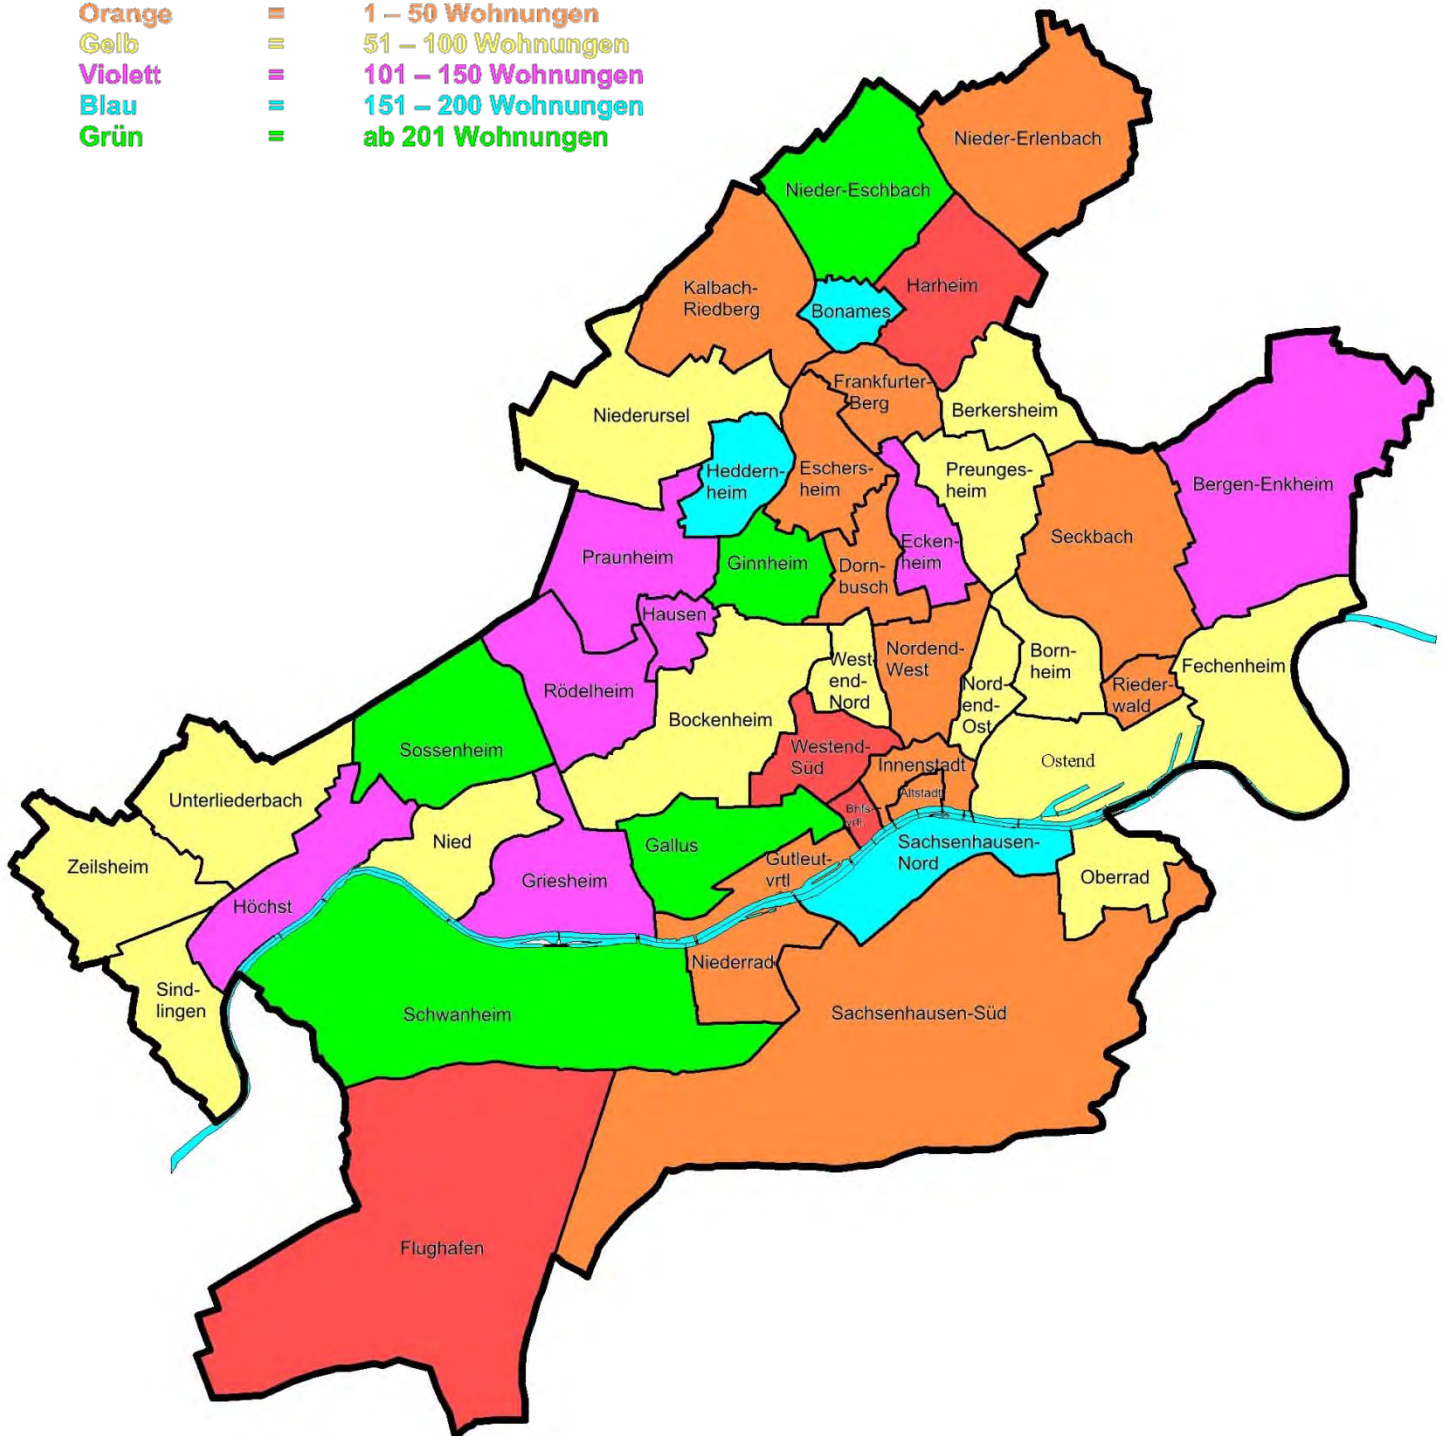 Orange = 1 – 50 Wohnungen
Gelb = 51 – 100 Wohnungen
Violett = 101 – 150 Wohnungen
Blau = 151 – 200 Wohnungen
Grün = ab 201 Wohnungen
Nieder-Erlenbach
Nieder-Eschbach
Harheim
Kalbach-
Riedberg
Bonames
Frankfurter-
Berg
Berkersheim
Niederursel
Heddern-
heim
Eschers-
heim
Preunges-
heim
Bergen-Enkheim
Seckbach
Ecken-
heim
Praunheim
Ginnheim
Dorn-
busch
Hausen
Rödelheim
West-
end-
Nord
Nordend-
West
Born-
heim
Nord-
end-
Ost
Rieder-
wald
Fechenheim
Bockenheim
Sossenheim
Westend-
Süd
Innenstadt
Ostend
Altstadt
Bhfs-
vrtl.
Unterliederbach
Zeilsheim
Nied
Gallus
Gutleut-
vrtl
Sachsenhausen-
Nord
Oberrad
Griesheim
Höchst
Niederrad
Sind-
lingen
Schwanheim
Sachsenhausen-Süd
Flughafen